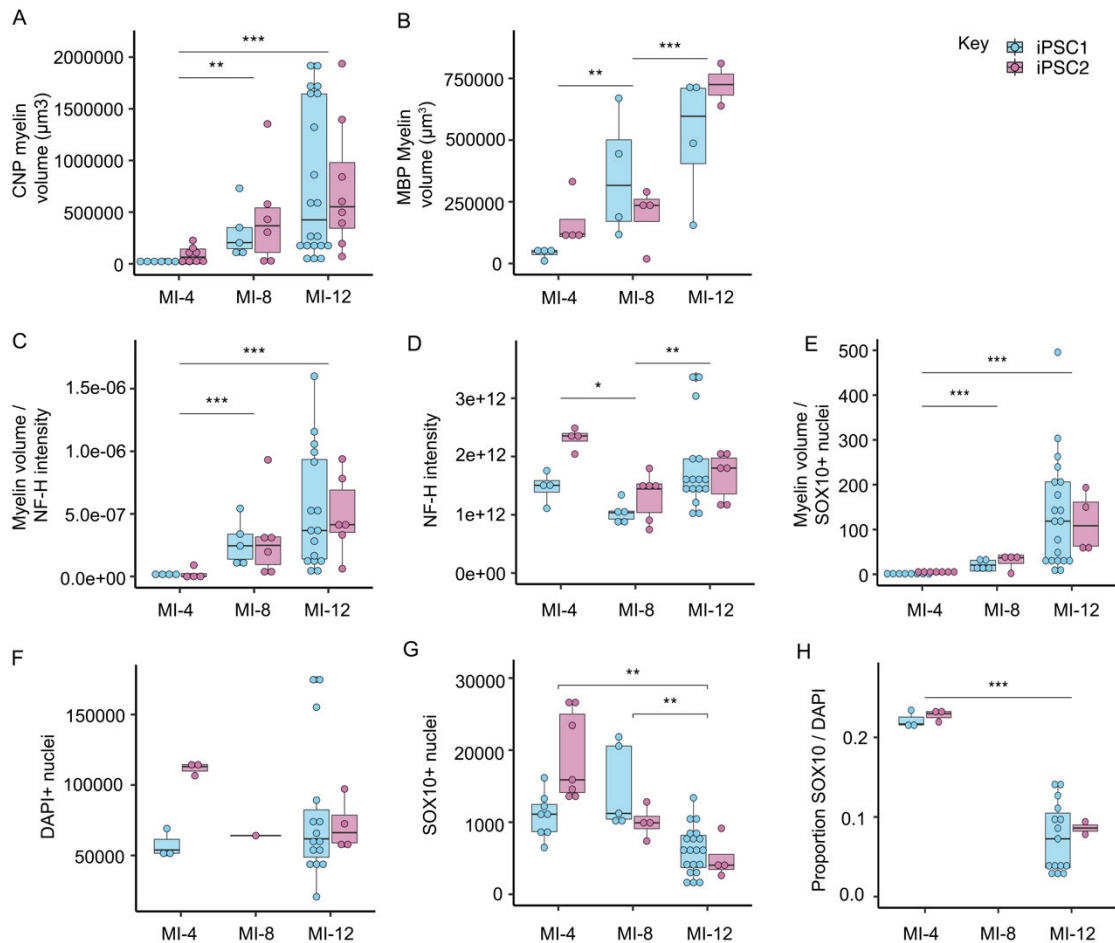 A
CNP myelin
volume (µm3)
2000000
1500000
1000000
500000
0
***
**
MI-4 MI-8 MI-12
B
MBP Myelin
volume (µm³)
750000
500000
250000
0
**
***
MI-4 MI-8 MI-12
Key
iPSC1
iPSC2
C
Myelin volume /
NF-H intensity
1.5e-06
1.0e-06
5.0e-07
0.0e+00
***
***
MI-4 MI-8 MI-12
D
NF-H intensity
3e+12
2e+12
1e+12
0e+00
*
**
MI-4 MI-8 MI-12
E
Myelin volume /
SOX10+ nuclei
500
400
300
200
100
0
***
***
MI-4 MI-8 MI-12
F
DAPI+ nuclei
150000
100000
50000
MI-4 MI-8 MI-12
G
SOX10+ nuclei
30000
20000
1000
0
**
**
MI-4 MI-8 MI-12
H
Proportion SOX10 / DAPI
0.2
0.1
0.0
***
MI-4 MI-8 MI-12